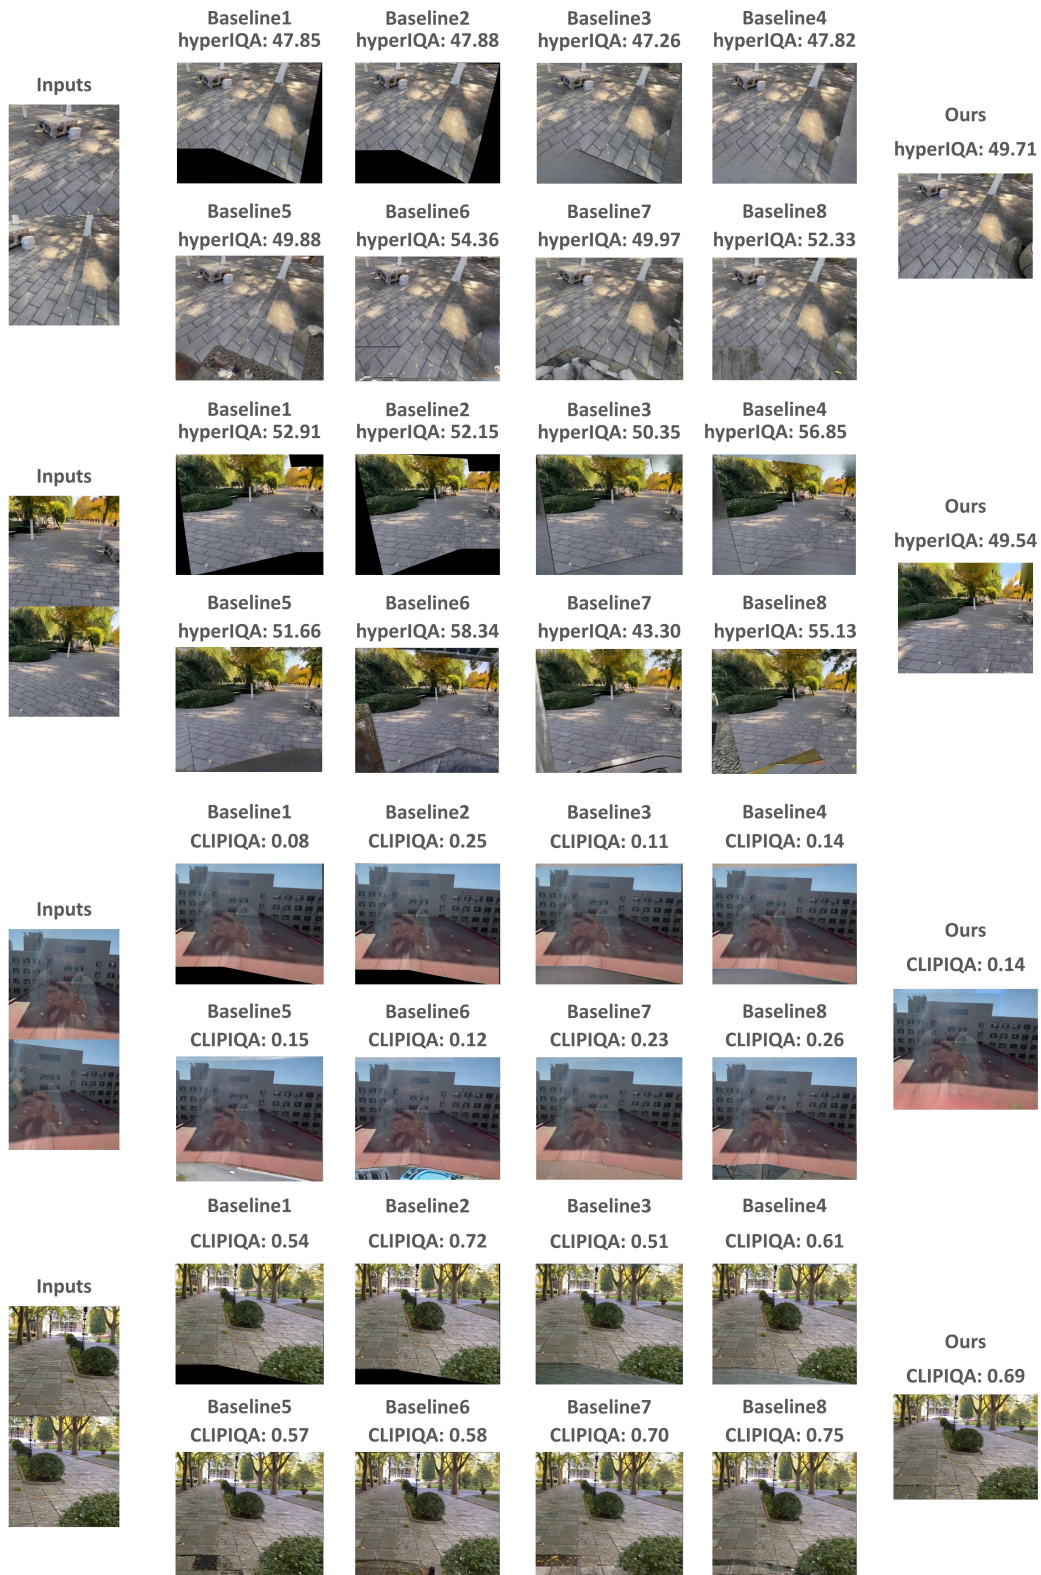 Baseline1 Baseline2 Baseline3 Baseline4
hyperIQA: 47.85 hyperIQA: 47.88 hyperIQA: 47.26 hyperIQA: 47.82
Inputs
Ours
hyperIQA: 49.71
Baseline5 Baseline6 Baseline7 Baseline8
hyperIQA: 49.88 hyperIQA: 54.36 hyperIQA: 49.97 hyperIQA: 52.33
Baseline1 Baseline2 Baseline3 Baseline4
hyperIQA: 52.91 hyperIQA: 52.15 hyperIQA: 50.35 hyperIQA: 56.85
Inputs
Ours
hyperIQA: 49.54
Baseline5 Baseline6 Baseline7 Baseline8
hyperIQA: 51.66 hyperIQA: 58.34 hyperIQA: 43.30 hyperIQA: 55.13
Baseline1 Baseline2 Baseline3 Baseline4
CLIPIQA: 0.08 CLIPIQA: 0.25 CLIPIQA: 0.11 CLIPIQA: 0.14
Inputs
Ours
CLIPIQA: 0.14
Baseline5 Baseline6 Baseline7 Baseline8
CLIPIQA: 0.15 CLIPIQA: 0.12 CLIPIQA: 0.23 CLIPIQA: 0.26
Baseline1 Baseline2 Baseline3 Baseline4
CLIPIQA: 0.54 CLIPIQA: 0.72 CLIPIQA: 0.51 CLIPIQA: 0.61
Inputs
Ours
CLIPIQA: 0.69
Baseline5 Baseline6 Baseline7 Baseline8
CLIPIQA: 0.57 CLIPIQA: 0.58 CLIPIQA: 0.70 CLIPIQA: 0.75